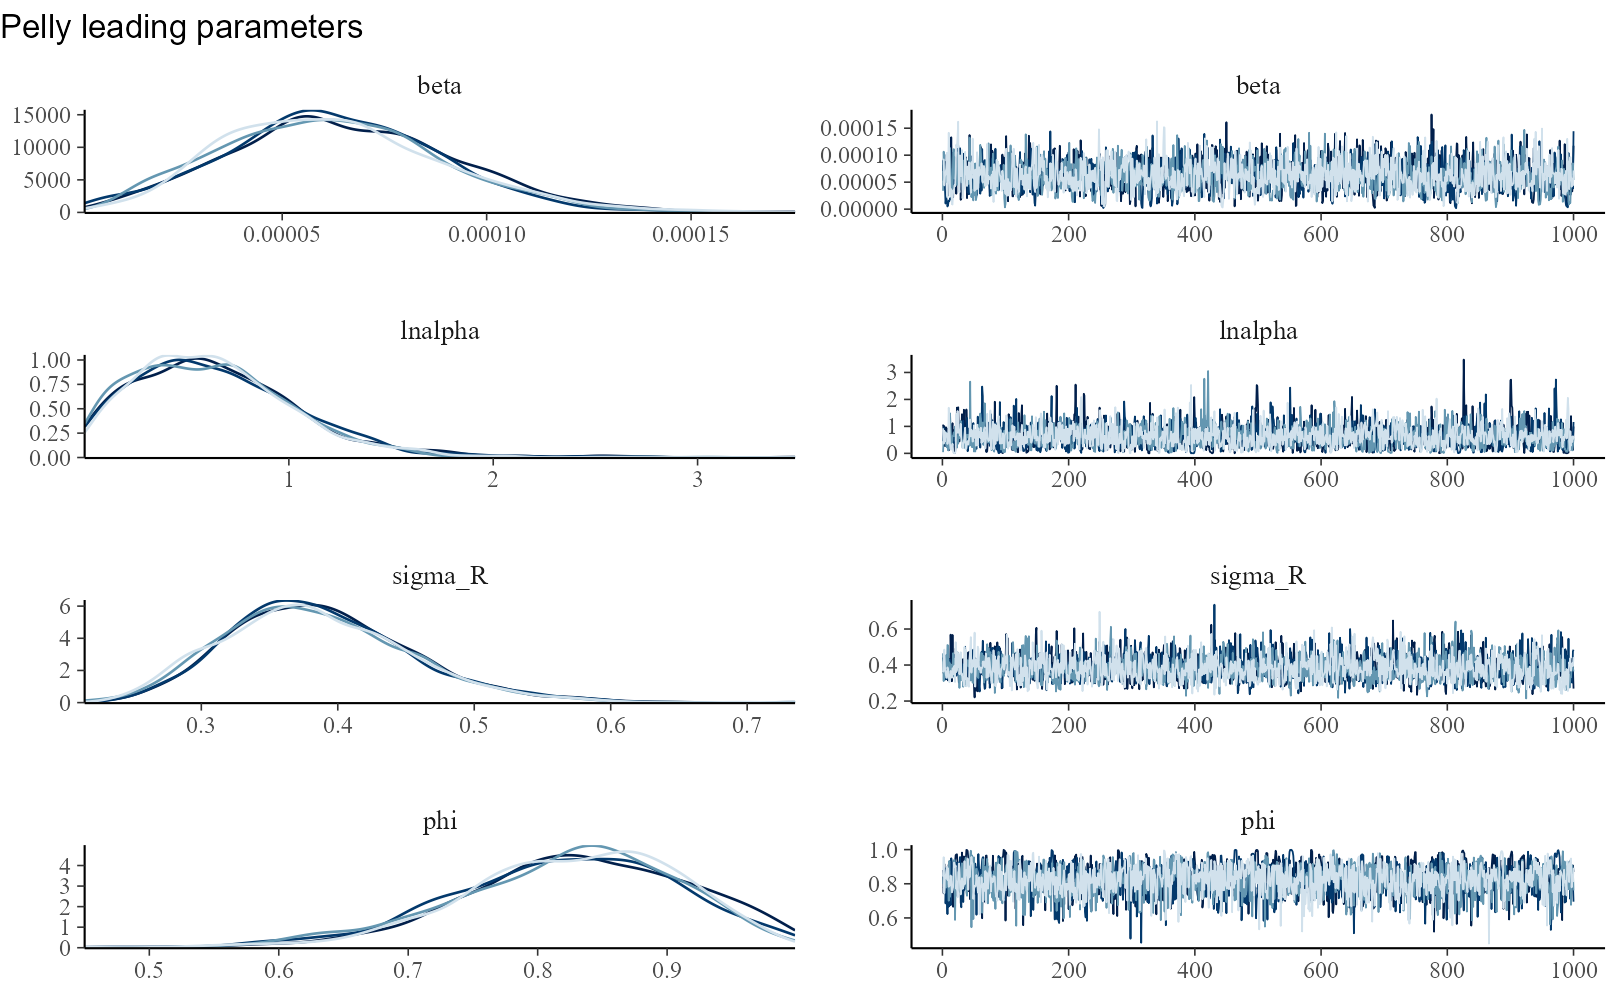 Pelly leading parameters
beta
15000
10000
5000
0
0.00005 0.00010 0.00015
beta
0.00015
0.00010
0.00005
0.00000
0 200 400 600 800 1000
lnalpha
1.00
0.75
0.50
0.25
0.00
1 2 3
lnalpha
3
2
1
0
0 200 400 600 800 1000
sigma_R
6
4
2
0
0.3 0.4 0.5 0.6 0.7
sigma_R
0.6
0.4
0.2
0 200 400 600 800 1000
phi
4
3
2
1
0
0.5 0.6 0.7 0.8 0.9
phi
1.0
0.8
0.6
0 200 400 600 800 1000